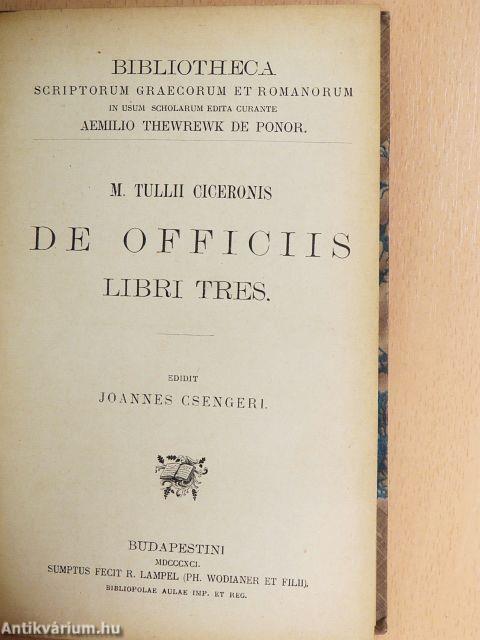 BIBLIOTHECA
SCRIPTORUM GRAECORUM ET ROMANORUM
IN USUM SCHOLARUM EDITA CURANTE
AEMILIO THEWREWK DE PONOR.
M. TULLII CICERONIS
DE OFFICIIS
LIBRI TRES.
EDIDIT
JOANNES CSENGERI.
BUDAPESTINI
MDCCCXCI.
SUMPTUS FECIT R. LAMPEL (PH. WODIANER ET FILII),
BIBLIOPOLAE AULAE IMP. ET REG.
Antikvárium.hu